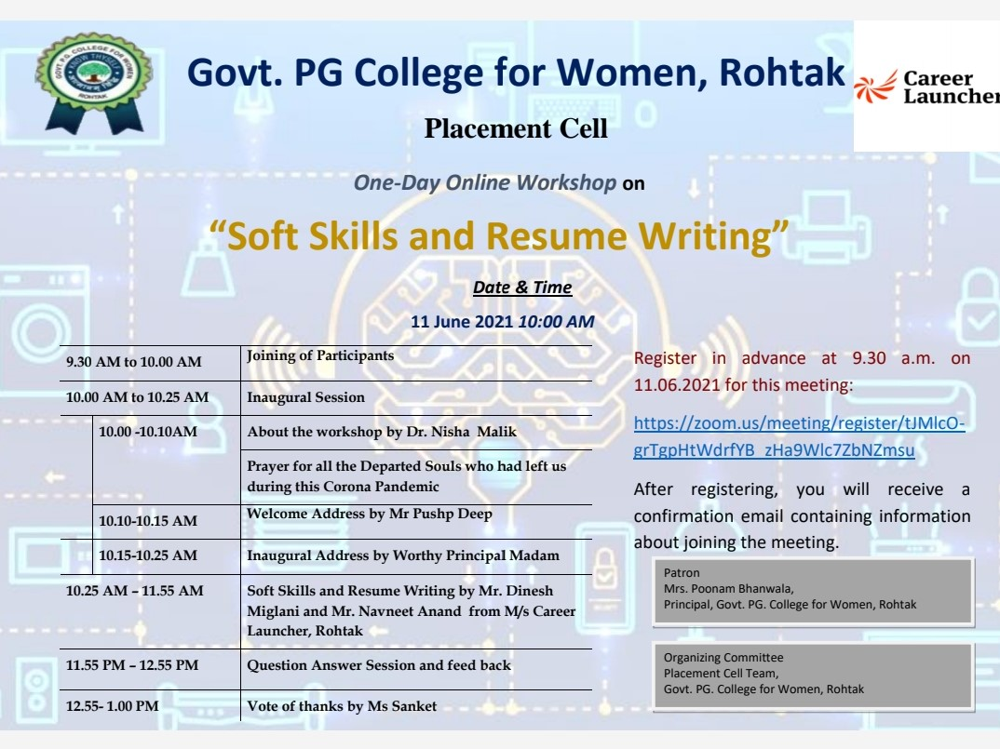 GOVT. P.G. COLLEGE FOR WOMEN
KNOW THYSELF
ROHTAK
Govt. PG College for Women, Rohtak
Career
Launcher
Placement Cell
One-Day Online Workshop on
“Soft Skills and Resume Writing”
Date & Time
11 June 2021 10:00 AM
9.30 AM to 10.00 AM Joining of Participants
10.00 AM to 10.25 AM Inaugural Session
10.00 -10.10AM About the workshop by Dr. Nisha Malik
Prayer for all the Departed Souls who had left us
during this Corona Pandemic
10.10-10.15 AM Welcome Address by Mr Pushp Deep
10.15-10.25 AM Inaugural Address by Worthy Principal Madam
10.25 AM – 11.55 AM Soft Skills and Resume Writing by Mr. Dinesh
Miglani and Mr. Navneet Anand from M/s Career
Launcher, Rohtak
11.55 PM – 12.55 PM Question Answer Session and feed back
12.55- 1.00 PM Vote of thanks by Ms Sanket
Register in advance at 9.30 a.m. on
11.06.2021 for this meeting:
https://zoom.us/meeting/register/tJMlcO-
grTgpHtWdrfYB_zHa9Wlc7ZbNZmsu
After registering, you will receive a
confirmation email containing information
about joining the meeting.
Patron
Mrs. Poonam Bhanwala,
Principal, Govt. PG. College for Women, Rohtak
Organizing Committee
Placement Cell Team,
Govt. PG. College for Women, Rohtak